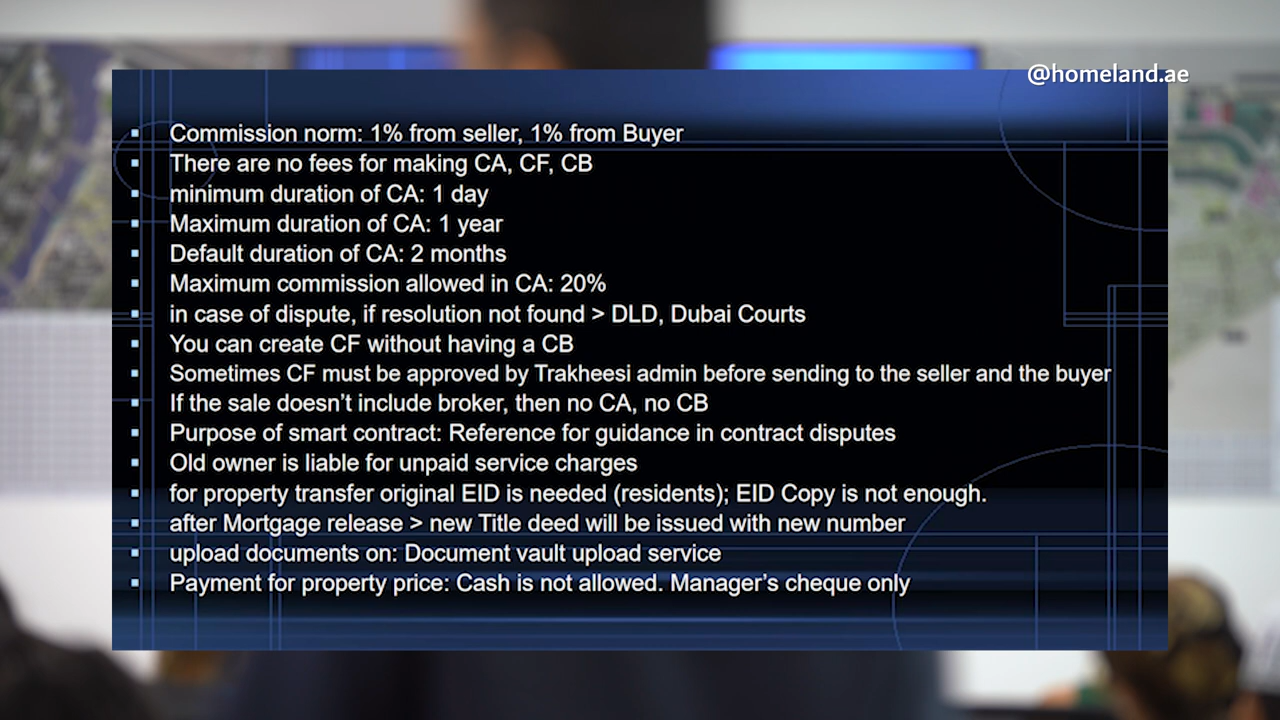 @homeland.ae
▪ Commission norm: 1% from seller, 1% from Buyer
▪ There are no fees for making CA, CF, CB
▪ minimum duration of CA: 1 day
▪ Maximum duration of CA: 1 year
▪ Default duration of CA: 2 months
▪ Maximum commission allowed in CA: 20%
▪ in case of dispute, if resolution not found > DLD, Dubai Courts
▪ You can create CF without having a CB
▪ Sometimes CF must be approved by Trakheesi admin before sending to the seller and the buyer
▪ If the sale doesn’t include broker, then no CA, no CB
▪ Purpose of smart contract: Reference for guidance in contract disputes
▪ Old owner is liable for unpaid service charges
▪ for property transfer original EID is needed (residents); EID Copy is not enough.
▪ after Mortgage release > new Title deed will be issued with new number
▪ upload documents on: Document vault upload service
▪ Payment for property price: Cash is not allowed. Manager’s cheque only